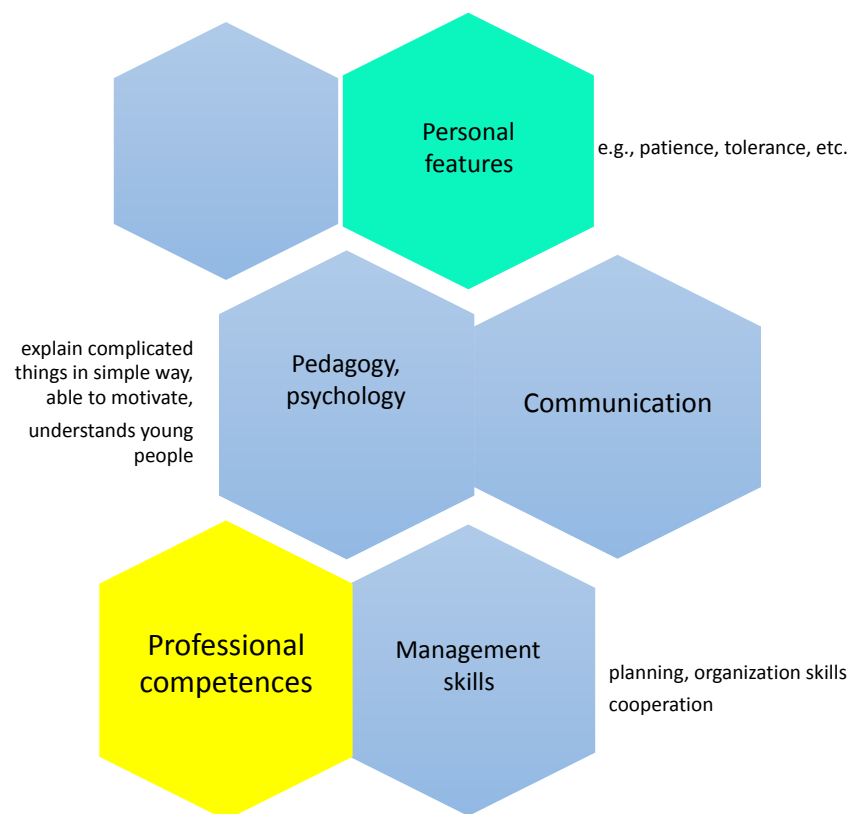 Personal
features
e.g., patience, tolerance, etc.
explain complicated
things in simple way,
able to motivate,
understands young
people
Pedagogy,
psychology
Communication
Professional
competences
Management
skills
planning, organization skills
cooperation